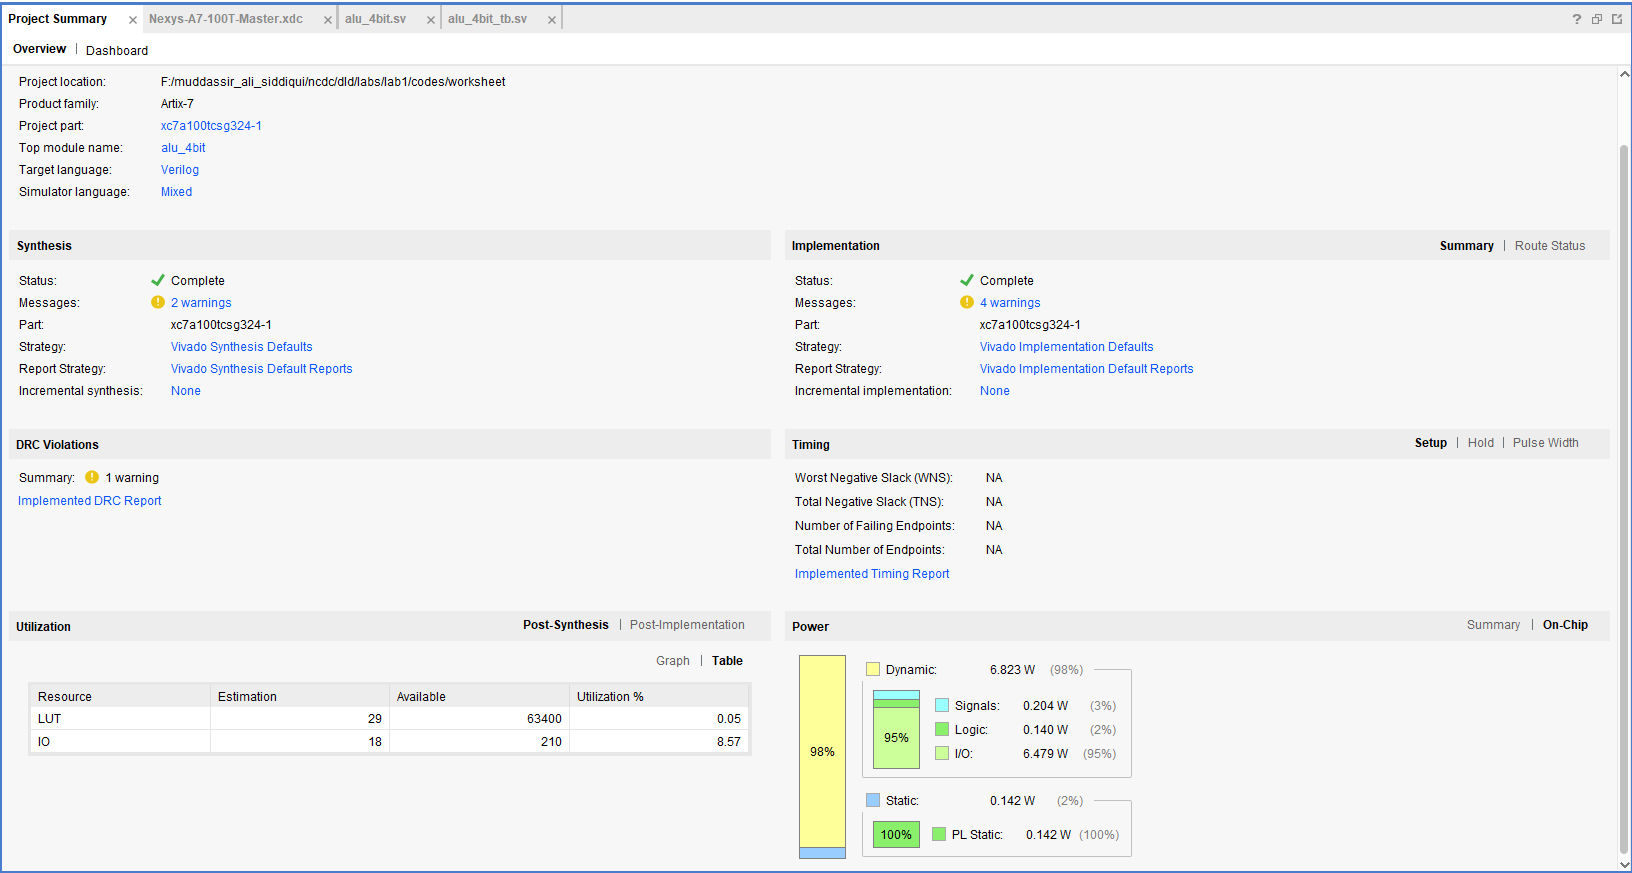 Project Summary × Nexys-A7-100T-Master.xdc × alu_4bit.sv × alu_4bit_tb.sv × ?
Overview | Dashboard
Project location: F:/muddassir_ali_siddiqui/ncdc/dld/labs/lab1/codes/worksheet
Product family: Artix-7
Project part: xc7a100tcsg324-1
Top module name: alu_4bit
Target language: Verilog
Simulator language: Mixed
Synthesis
Status: Complete
Messages: 2 warnings
Part: xc7a100tcsg324-1
Strategy: Vivado Synthesis Defaults
Report Strategy: Vivado Synthesis Default Reports
Incremental synthesis: None
Implementation Summary | Route Status
Status: Complete
Messages: 4 warnings
Part: xc7a100tcsg324-1
Strategy: Vivado Implementation Defaults
Report Strategy: Vivado Implementation Default Reports
Incremental implementation: None
DRC Violations
Summary: 1 warning
Implemented DRC Report
Timing Setup | Hold | Pulse Width
Worst Negative Slack (WNS): NA
Total Negative Slack (TNS): NA
Number of Failing Endpoints: NA
Total Number of Endpoints: NA
Implemented Timing Report
Utilization Post-Synthesis | Post-Implementation
Graph | Table
Resource Estimation Available Utilization %
LUT 29 63400 0.05
IO 18 210 8.57
Power Summary | On-Chip
98%
Dynamic: 6.823 W (98%)
95%
Signals: 0.204 W (3%)
Logic: 0.140 W (2%)
I/O: 6.479 W (95%)
Static: 0.142 W (2%)
100% PL Static: 0.142 W (100%)